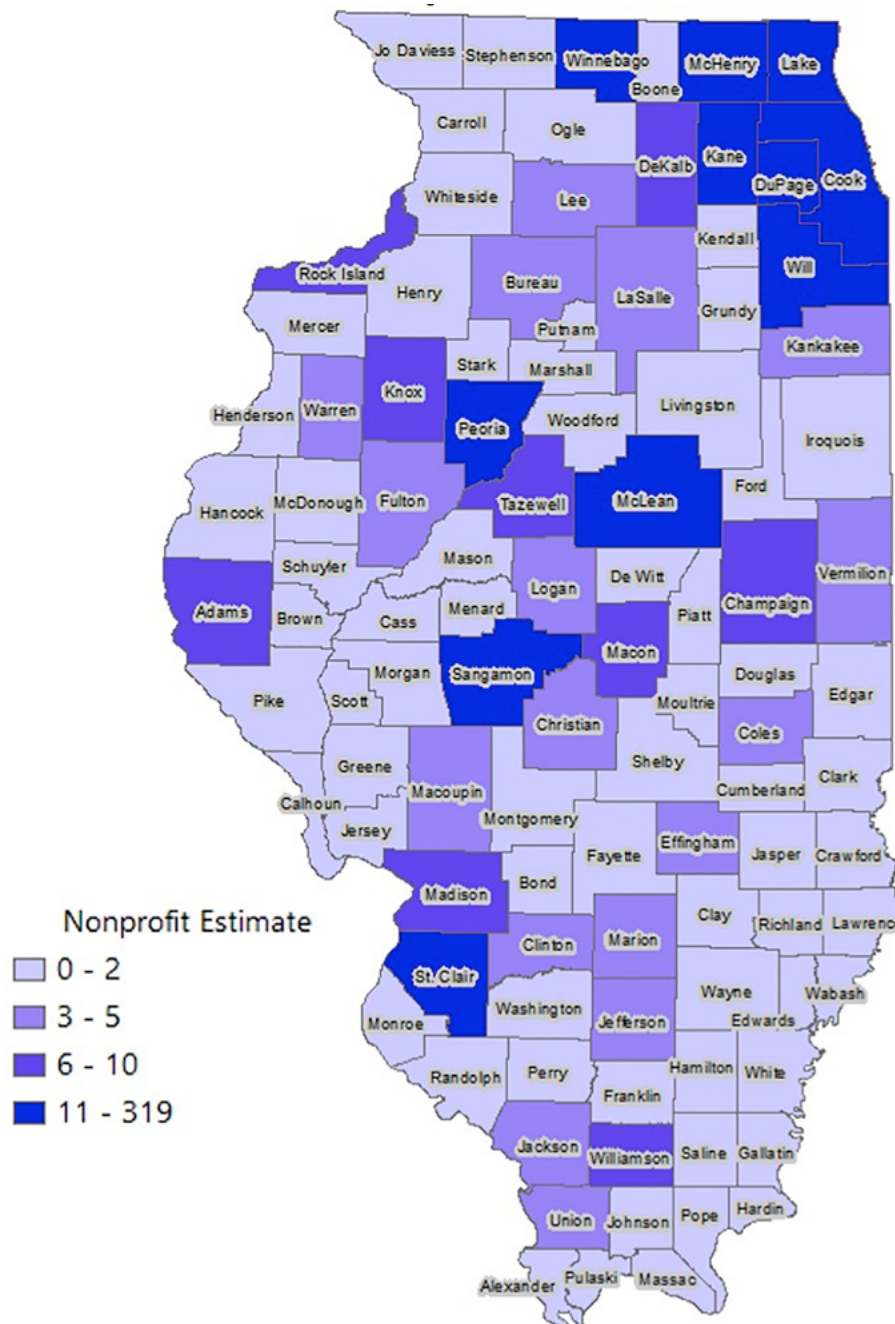 Jo Daviess
Stephenson
Winnebago
Boone
McHenry
Lake
Carroll
Ogle
DeKalb
Kane
DuPage
Cook
Whiteside
Lee
Kendall
Will
Rock Island
Henry
Bureau
LaSalle
Grundy
Mercer
Putnam
Kankakee
Stark
Marshall
Henderson
Warren
Knox
Peoria
Woodford
Livingston
Iroquois
Hancock
McDonough
Fulton
Tazewell
McLean
Ford
Schuyler
Mason
Logan
De Witt
Champaign
Vermilion
Adams
Brown
Cass
Menard
Macon
Piatt
Pike
Scott
Morgan
Sangamon
Christian
Moultrie
Douglas
Edgar
Coles
Greene
Macoupin
Shelby
Cumberland
Clark
Calhoun
Jersey
Montgomery
Fayette
Effingham
Jasper
Crawford
Madison
Bond
Clay
Richland
Lawrenc
Nonprofit Estimate
0 - 2
3 - 5
6 - 10
11 - 319
St. Clair
Clinton
Marion
Wayne
Edwards
Wabash
Monroe
Washington
Jefferson
Randolph
Perry
Franklin
Hamilton
White
Jackson
Williamson
Saline
Gallatin
Union
Johnson
Pope
Hardin
Alexander
Pulaski
Massac